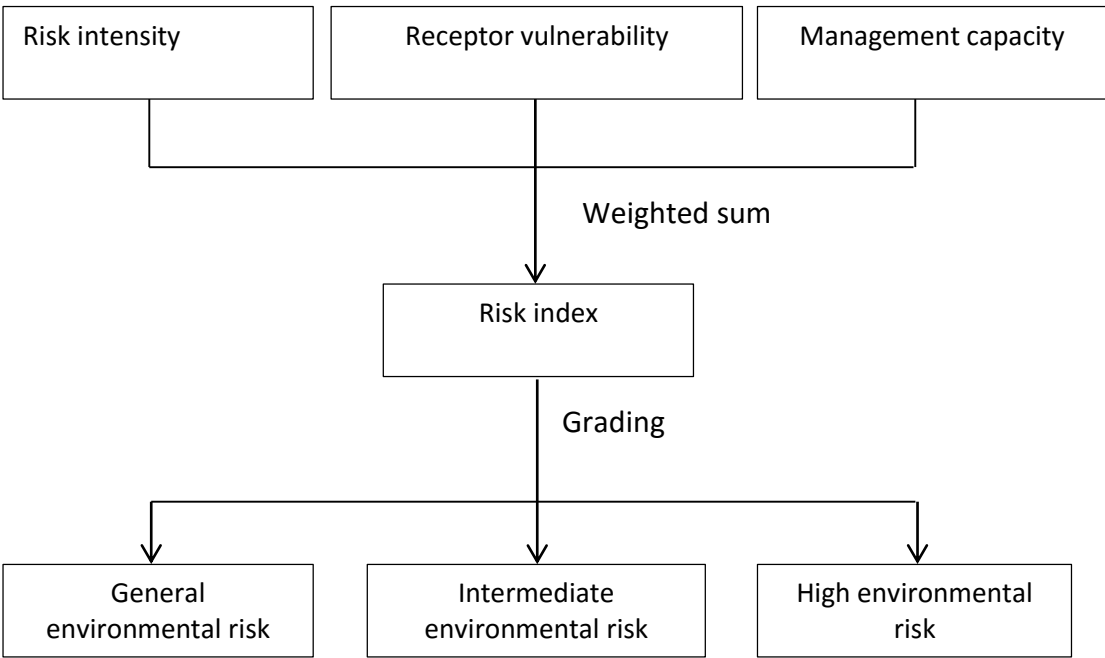 Risk intensity
Receptor vulnerability
Management capacity
Weighted sum
Risk index
Grading
General
environmental risk
Intermediate
environmental risk
High environmental
risk